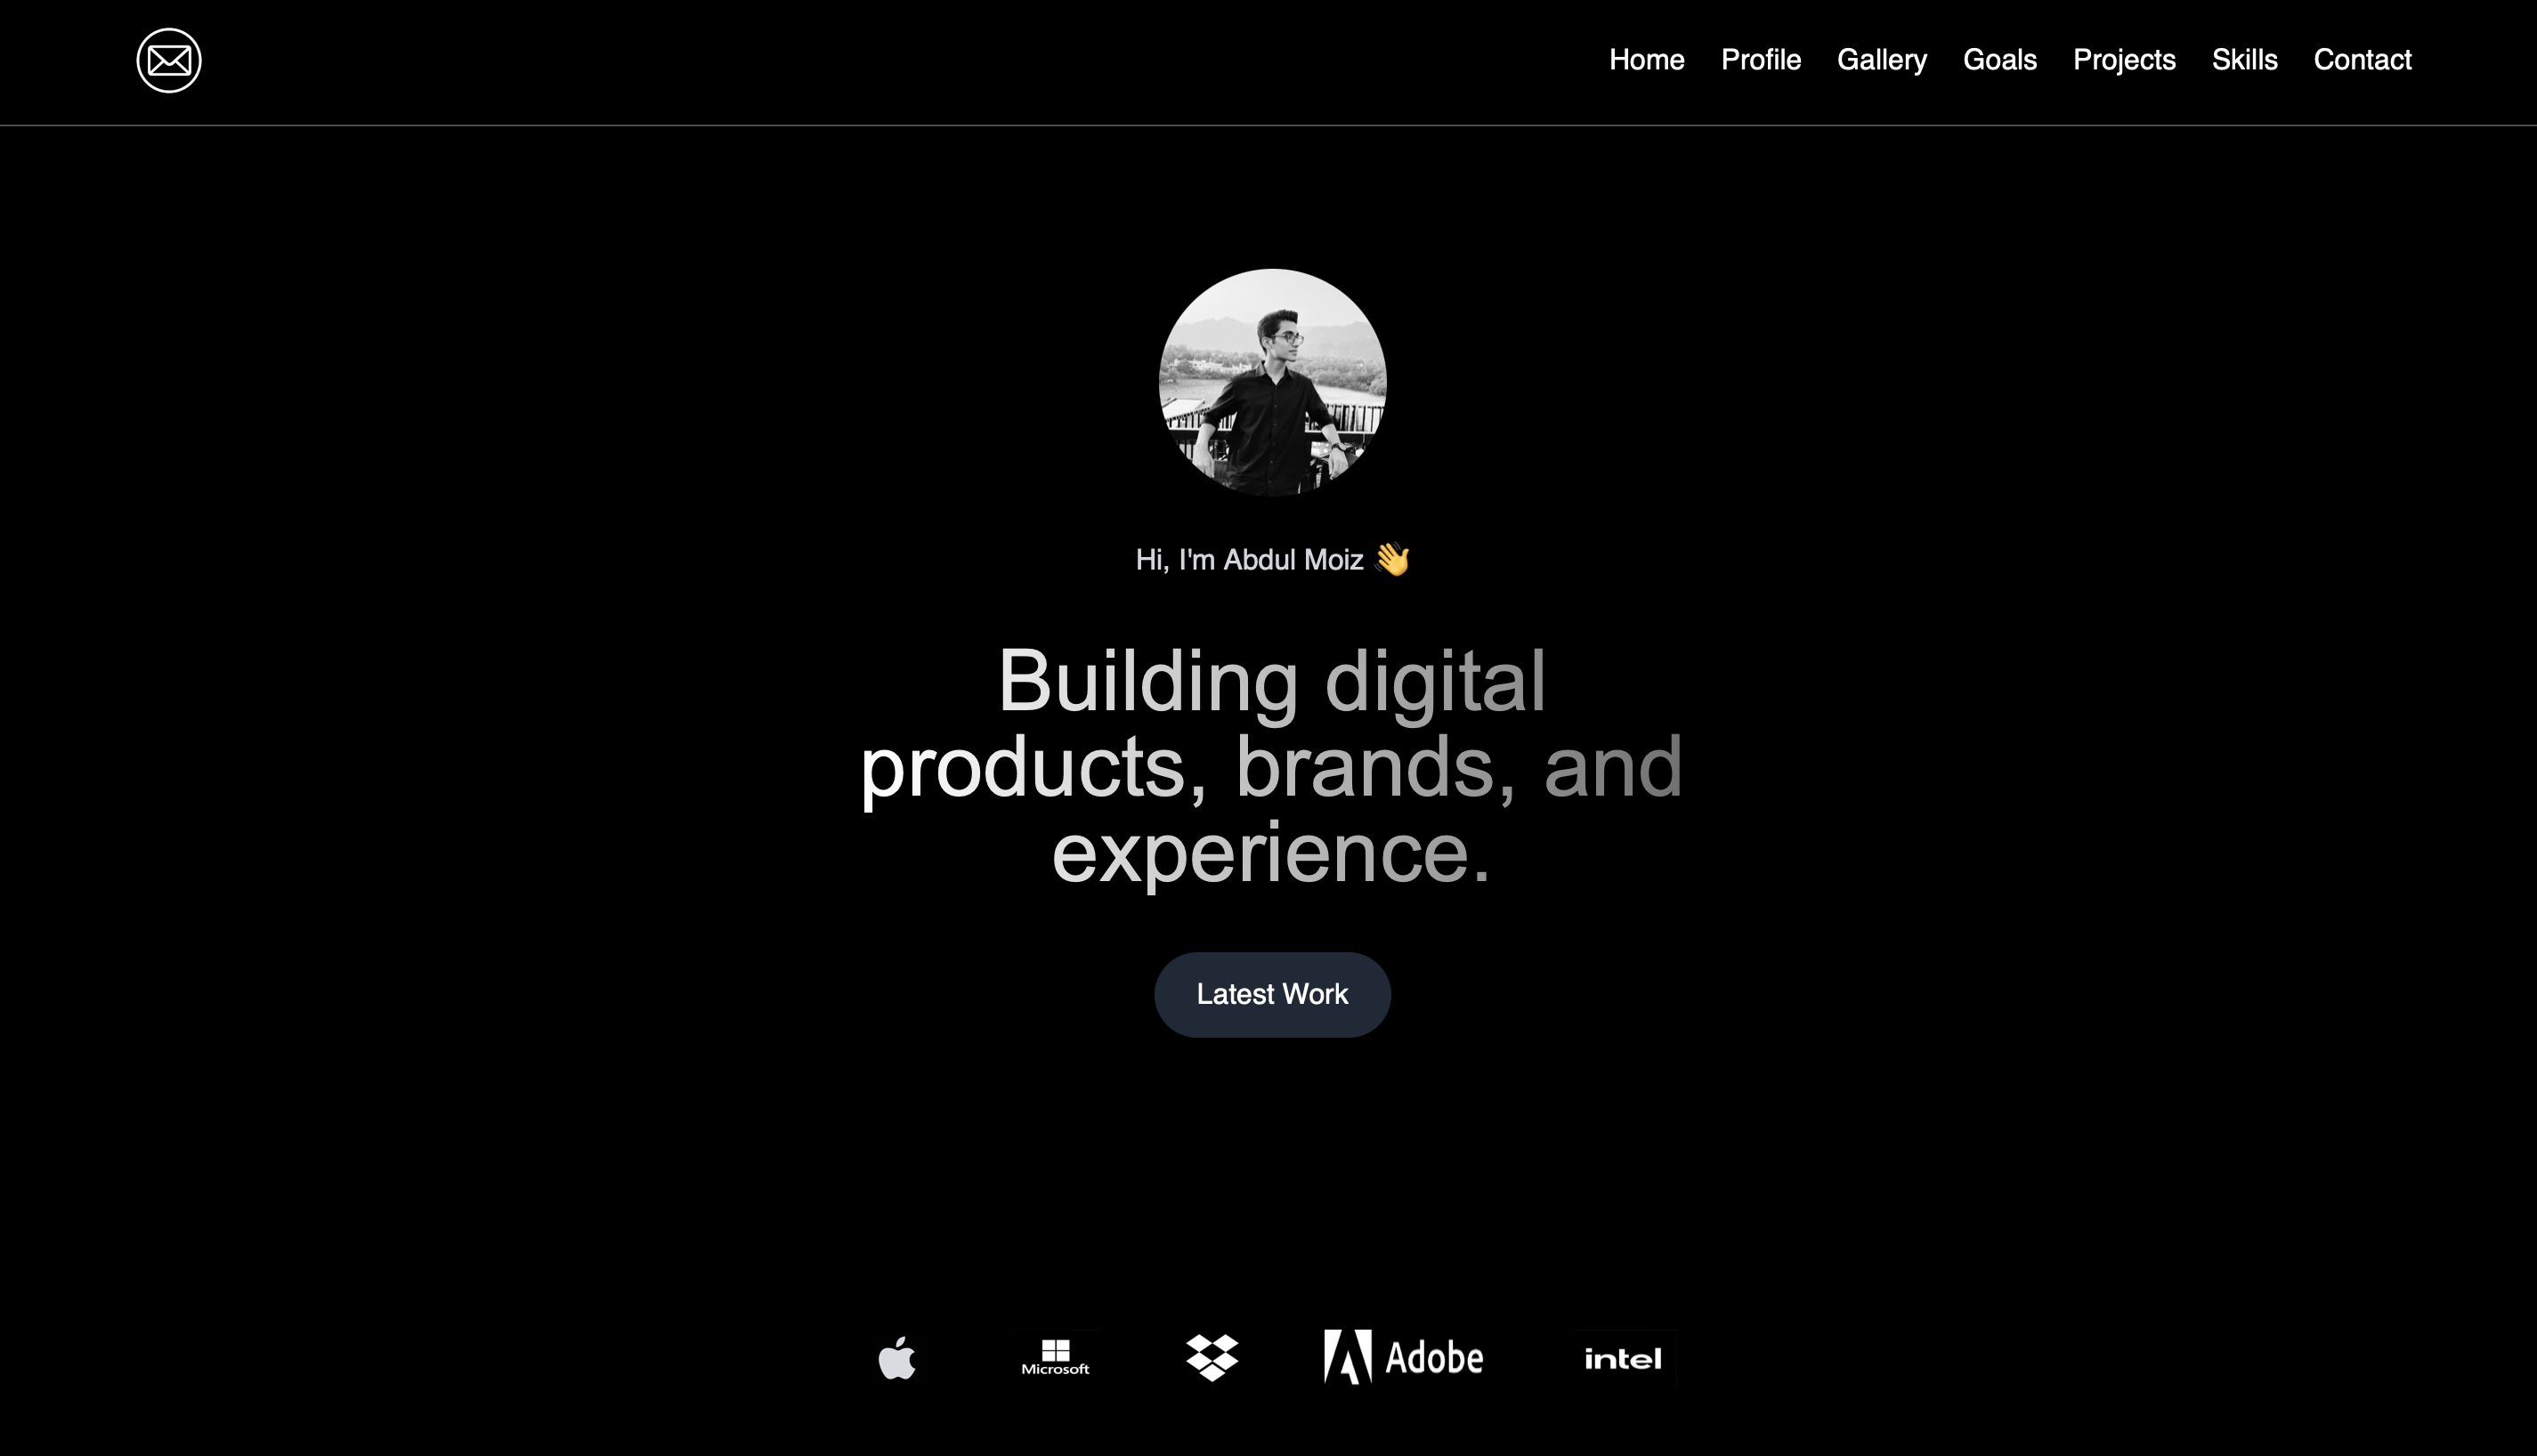 Home Profile Gallery Goals Projects Skills Contact
Hi, I'm Abdul Moiz 👋
Building digital
products, brands, and
experience.
Latest Work
Microsoft
Adobe
intel